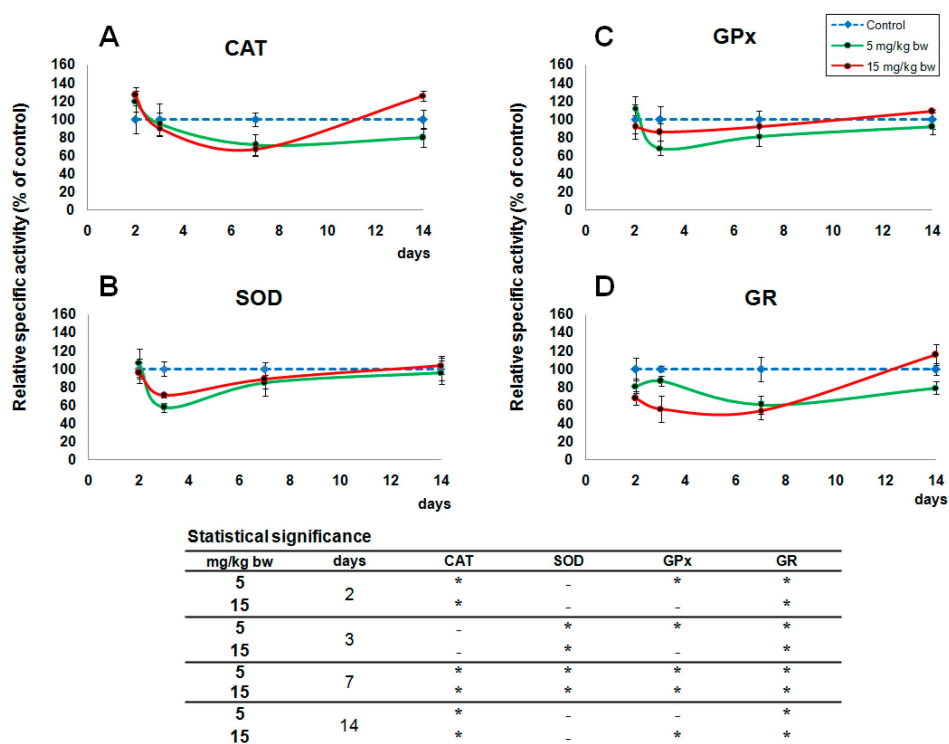 A
CAT
Relative specific activity (% of control)
160
140
120
100
80
60
40
20
0
0 2 4 6 8 10 12 14
days
C
GPx
Control
5 mg/kg bw
15 mg/kg bw
Relative specific activity (% of control)
160
140
120
100
80
60
40
20
0
0 2 4 6 8 10 12 14
days
B
SOD
160
140
120
100
80
60
40
20
0
0 2 4 6 8 10 12 14
days
D
GR
160
140
120
100
80
60
40
20
0
0 2 4 6 8 10 12 14
days
Statistical significance
mg/kg bw days CAT SOD GPx GR
5 2 * - * *
15 * - - *
5 3 - * * *
15 - * - *
5 7 * * * *
15 * * * *
5 14 * - - *
15 * - * *